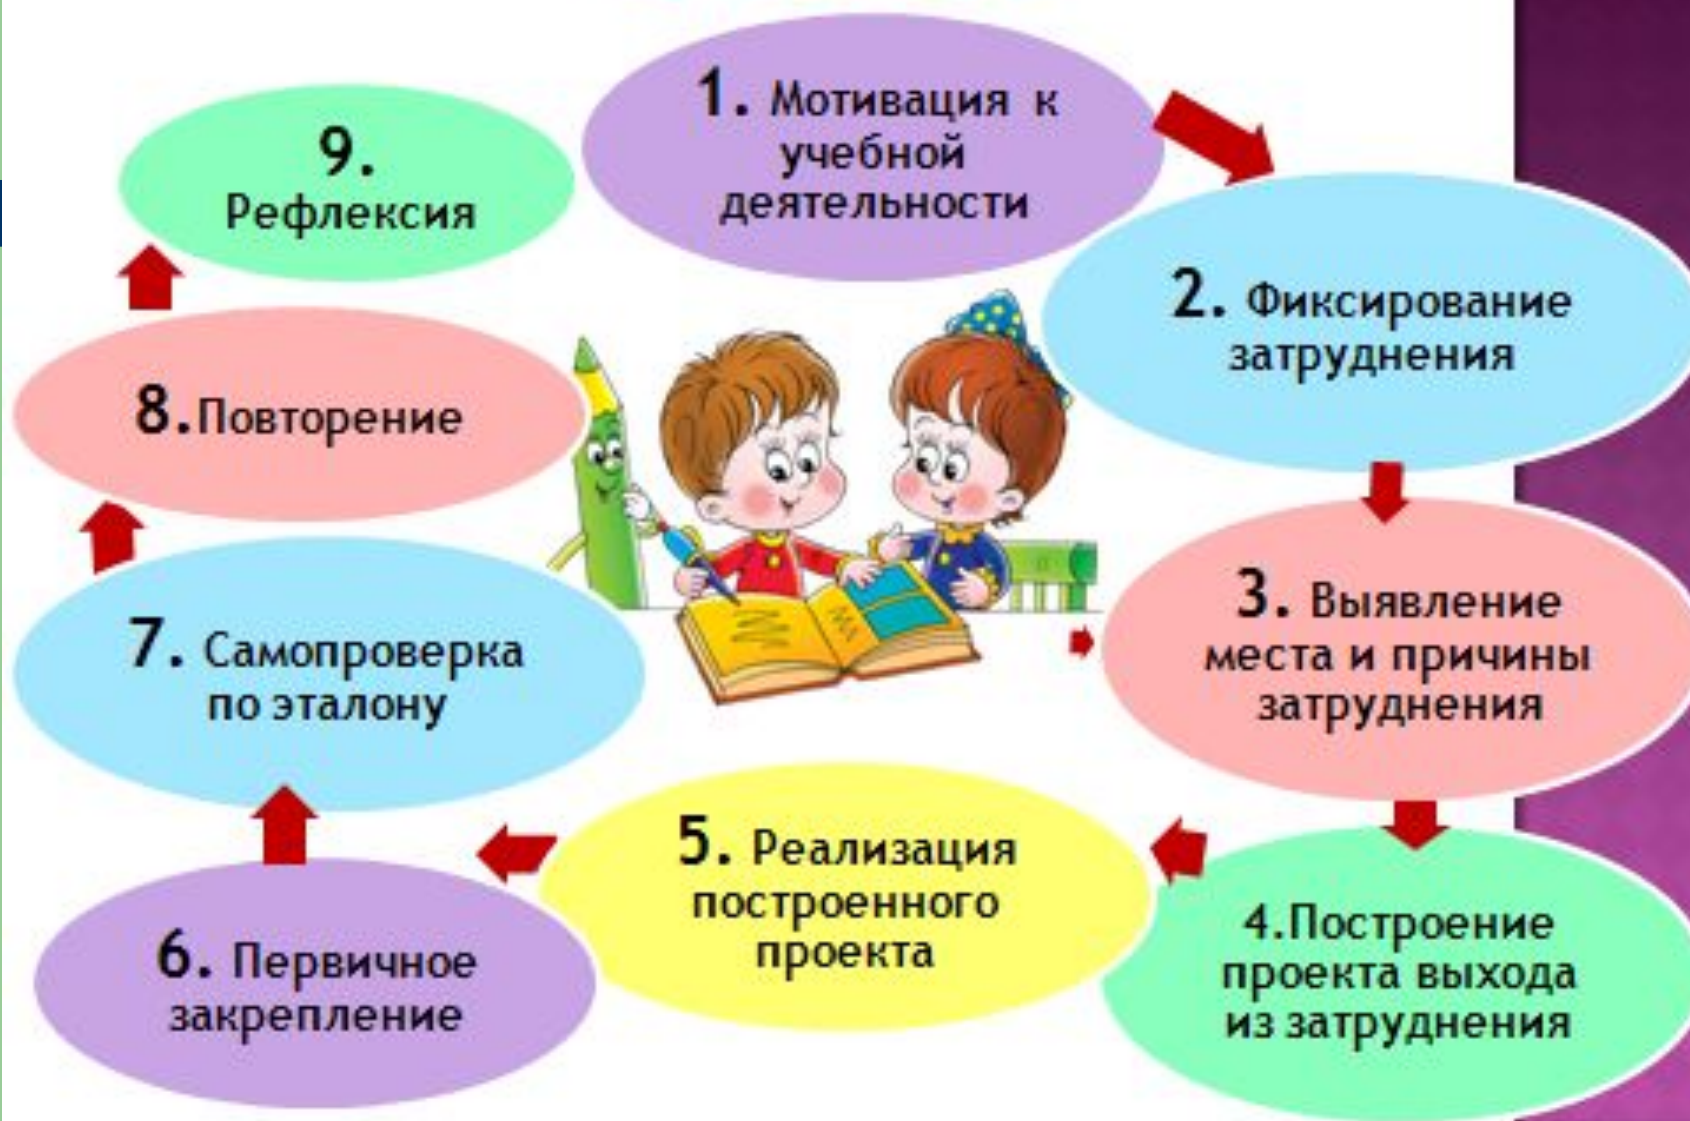 1. Мотивация к
учебной
деятельности
2. Фиксирование
затруднения
3. Выявление
места и причины
затруднения
4.Построение
проекта выхода
из затруднения
5. Реализация
построенного
проекта
6. Первичное
закрепление
7. Самопроверка
по эталону
8.Повторение
9.
Рефлексия